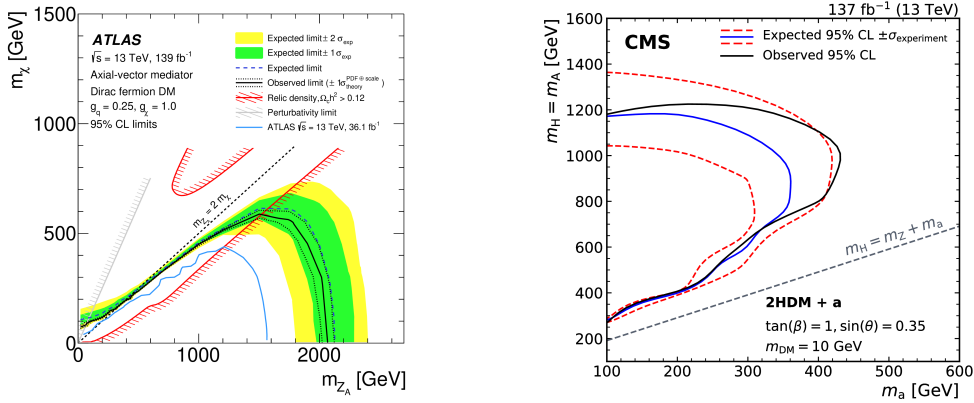 ATLAS
√s = 13 TeV, 139 fb⁻¹
Axial-vector mediator
Dirac fermion DM
g_q = 0.25, g_χ = 1.0
95% CL limits
Expected limit ± 2 σ_exp
Expected limit ± 1 σ_exp
Expected limit
Observed limit (± 1σ_theory^PDF⊕scale)
Relic density, Ω_c h² > 0.12
Perturbativity limit
ATLAS √s = 13 TeV, 36.1 fb⁻¹
m_Z = 2 m_χ
m_χ [GeV]
1500
1000
500
0
0
1000
2000
m_Z_A [GeV]
137 fb⁻¹ (13 TeV)
CMS
Expected 95% CL ±σ_experiment
Observed 95% CL
m_H = m_Z + m_a
2HDM + a
tan(β) = 1, sin(θ) = 0.35
m_DM = 10 GeV
m_H = m_A [GeV]
1600
1400
1200
1000
800
600
400
200
100
200
300
400
500
600
m_a [GeV]